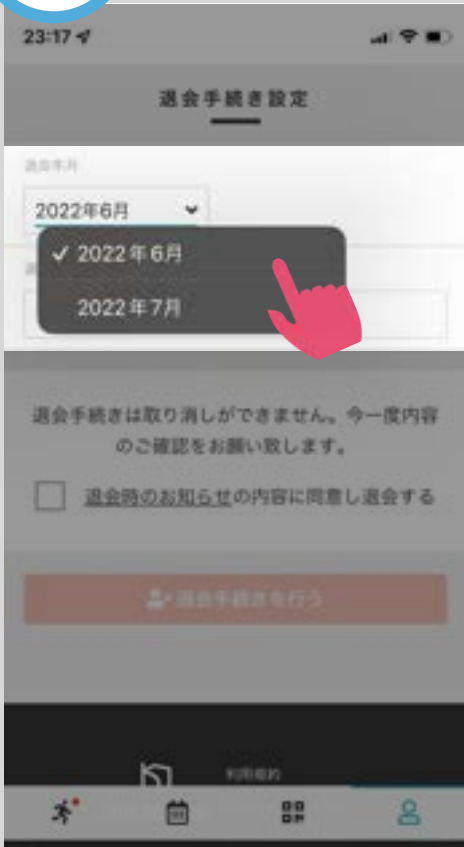 23:17
退会手続き設定
退会年月
2022年6月
✓ 2022年6月
2022年7月
退会手続きは取り消しができません。今一度内容
のご確認をお願い致します。
退会時のお知らせの内容に同意し退会する
退会手続きを行う
利用規約